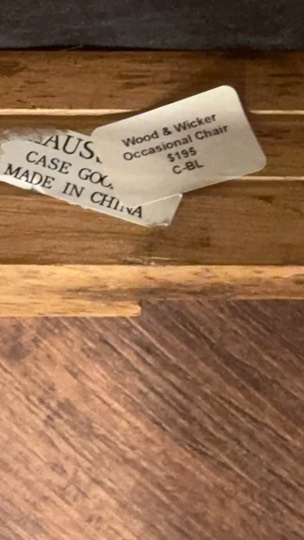 CASE GOO
MADE IN CHINA
Wood & Wicker
Occasional Chair
$195
C-BL